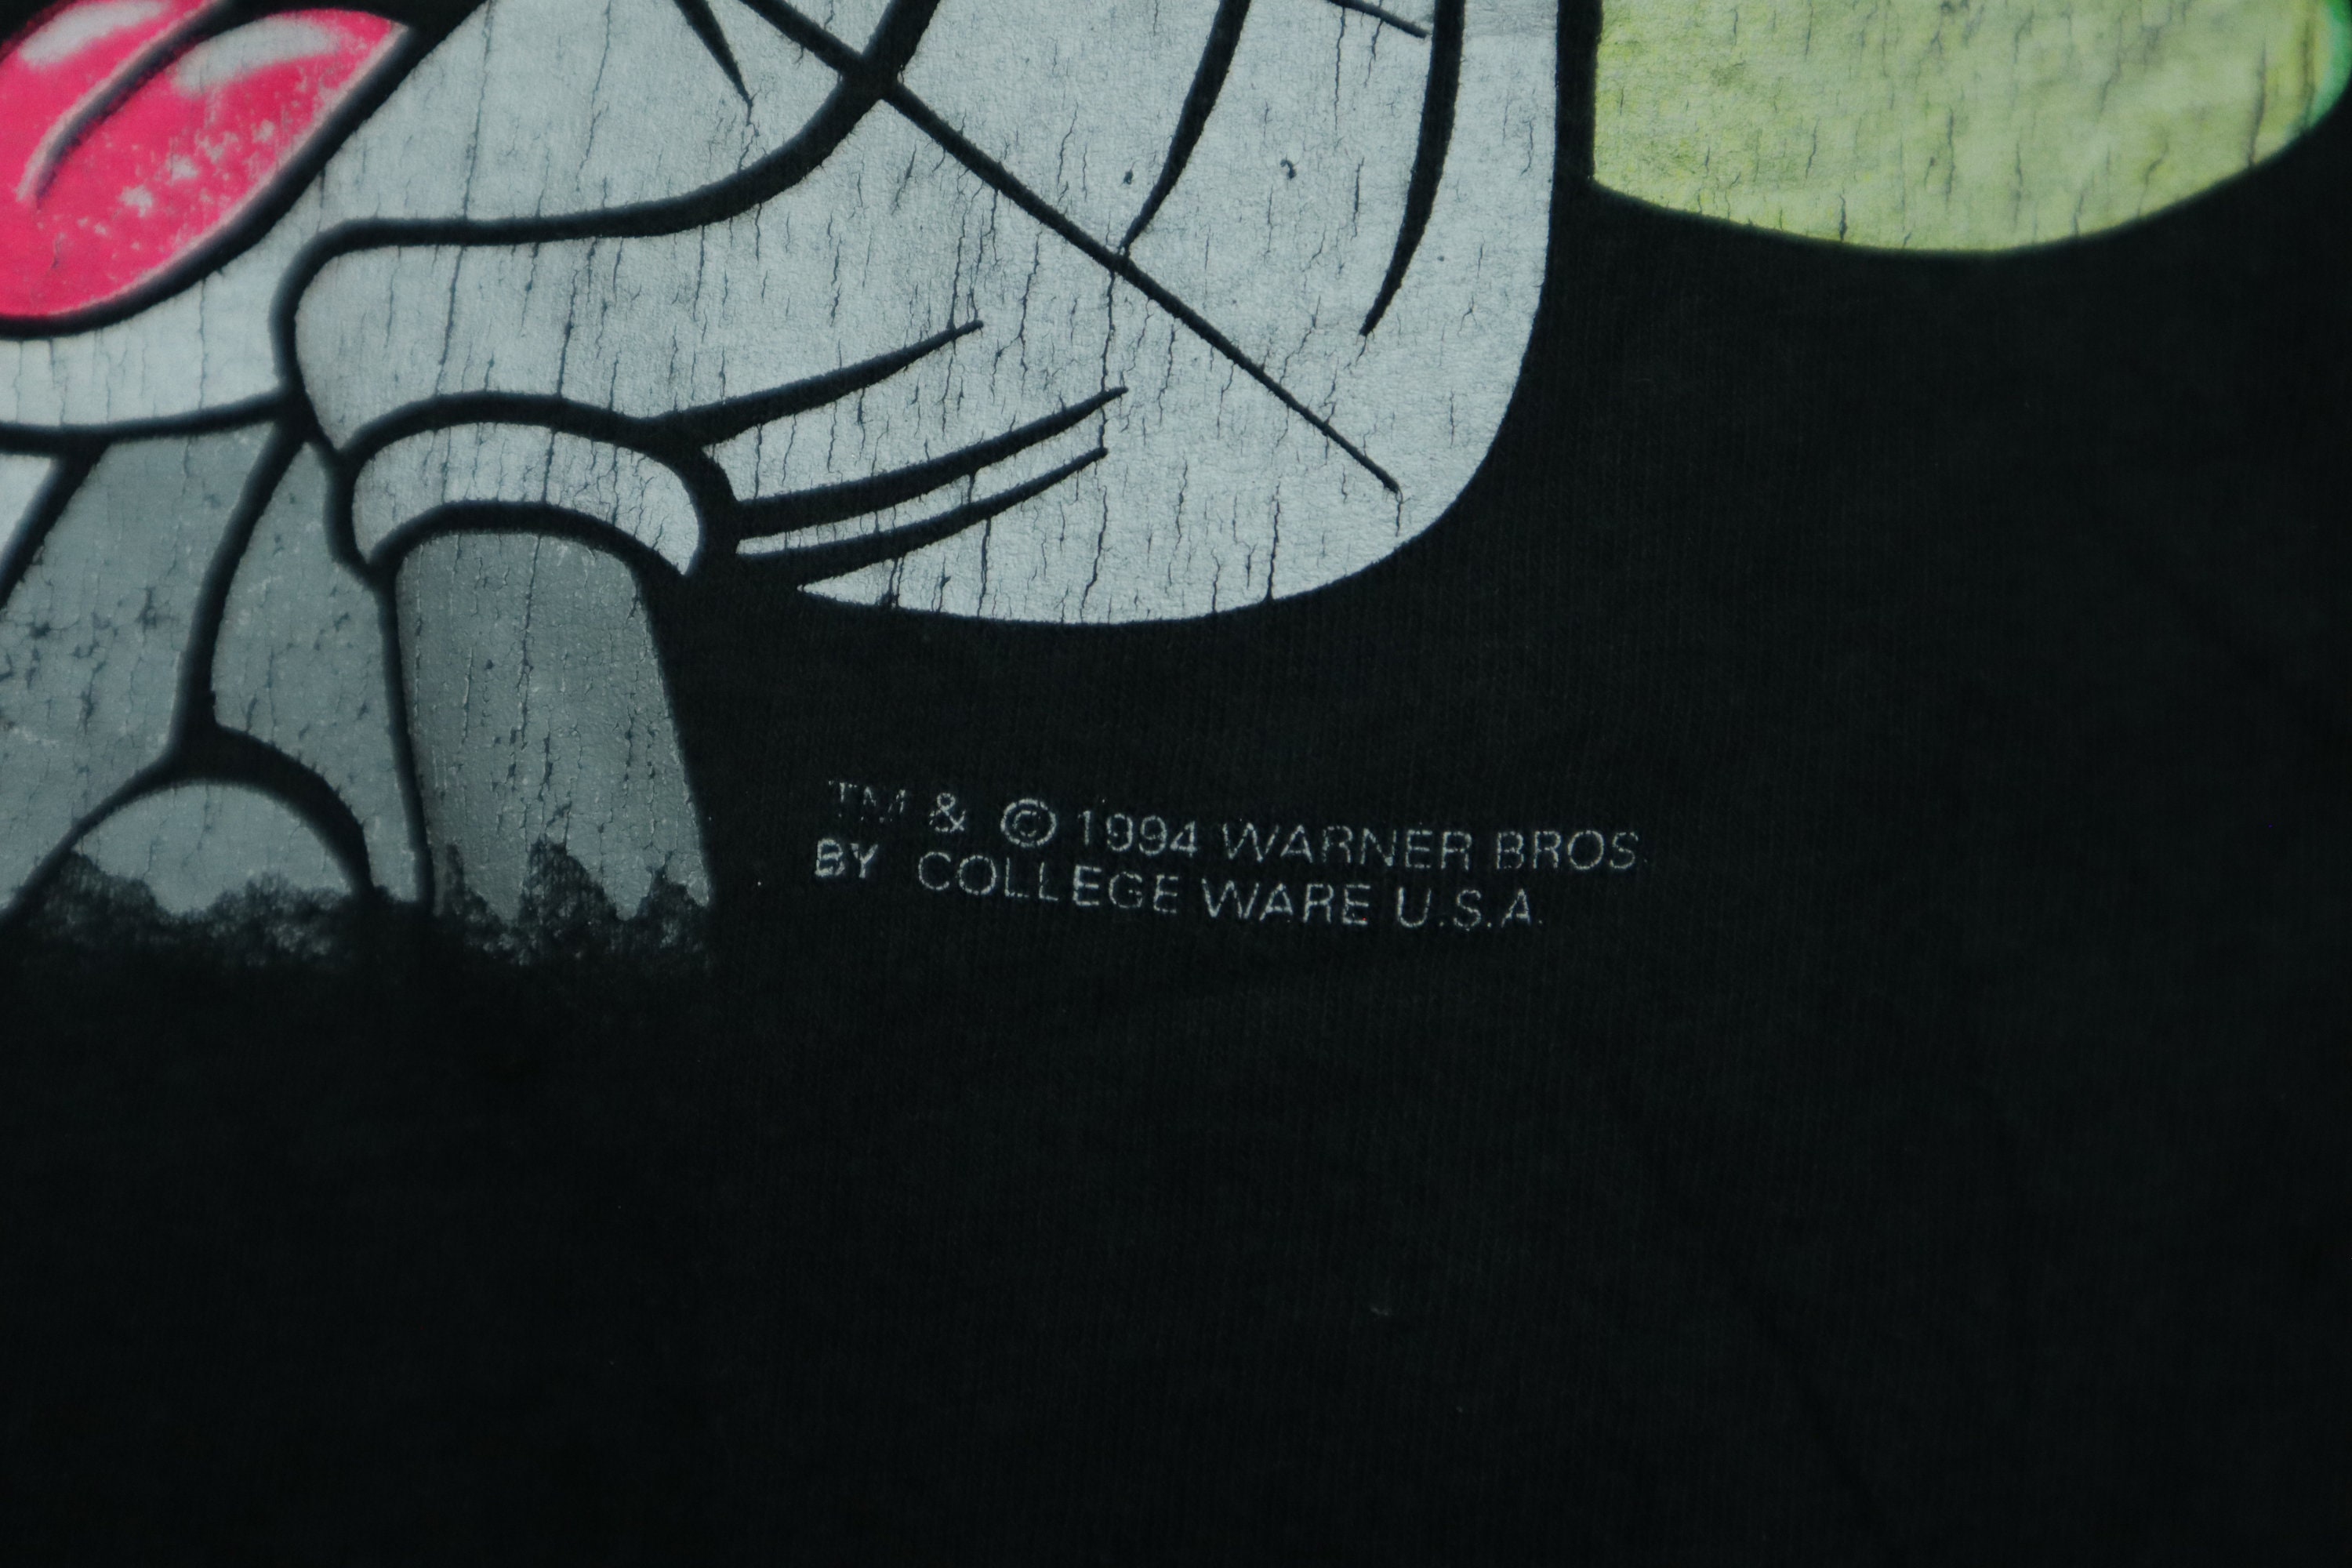 TM & © 1994 WARNER BROS.
BY COLLEGE WARE U.S.A.